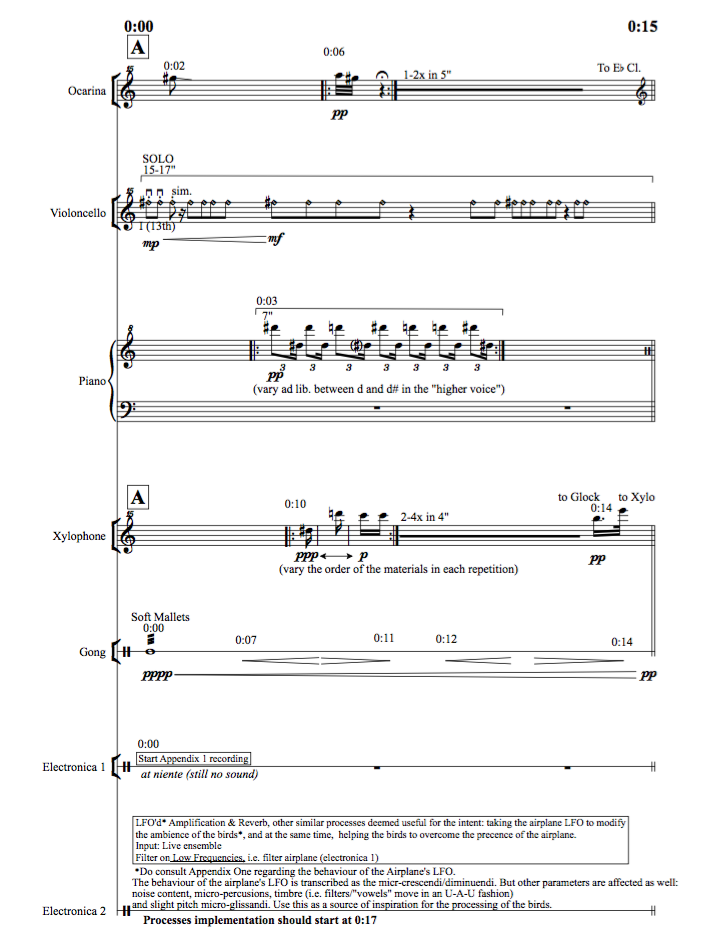 0:00 0:15
A
0:02
0:06
15
Ocarina
1-2x in 5"
To E♭ Cl.
pp
SOLO
15-17"
15
sim.
Violoncello
I (13th)
mp mf
0:03
7"
8
3 3 3 3 3 3
pp
(vary ad lib. between d and d# in the "higher voice")
Piano
A
0:10
to Glock to Xylo
0:14
15
2-4x in 4"
Xylophone
ppp p pp
(vary the order of the materials in each repetition)
Soft Mallets
0:00
0:07 0:11 0:12 0:14
Gong
pppp pp
0:00
Start Appendix 1 recording
Electronica 1
at niente (still no sound)
LFO'd* Amplification & Reverb, other similar processes deemed useful for the intent: taking the airplane LFO to modify
the ambience of the birds*, and at the same time, helping the birds to overcome the precence of the airplane.
Input: Live ensemble
Filter on Low Frequencies, i.e. filter airplane (electronica 1)
*Do consult Appendix One regarding the behaviour of the Airplane's LFO.
The behaviour of the airplane's LFO is transcribed as the micr-crescendi/diminuendi. But other parameters are affected as well:
noise content, micro-percusions, timbre (i.e. filters/"vowels" move in an U-A-U fashion)
and slight pitch micro-glissandi. Use this as a source of inspiration for the processing of the birds.
Electronica 2
Processes implementation should start at 0:17